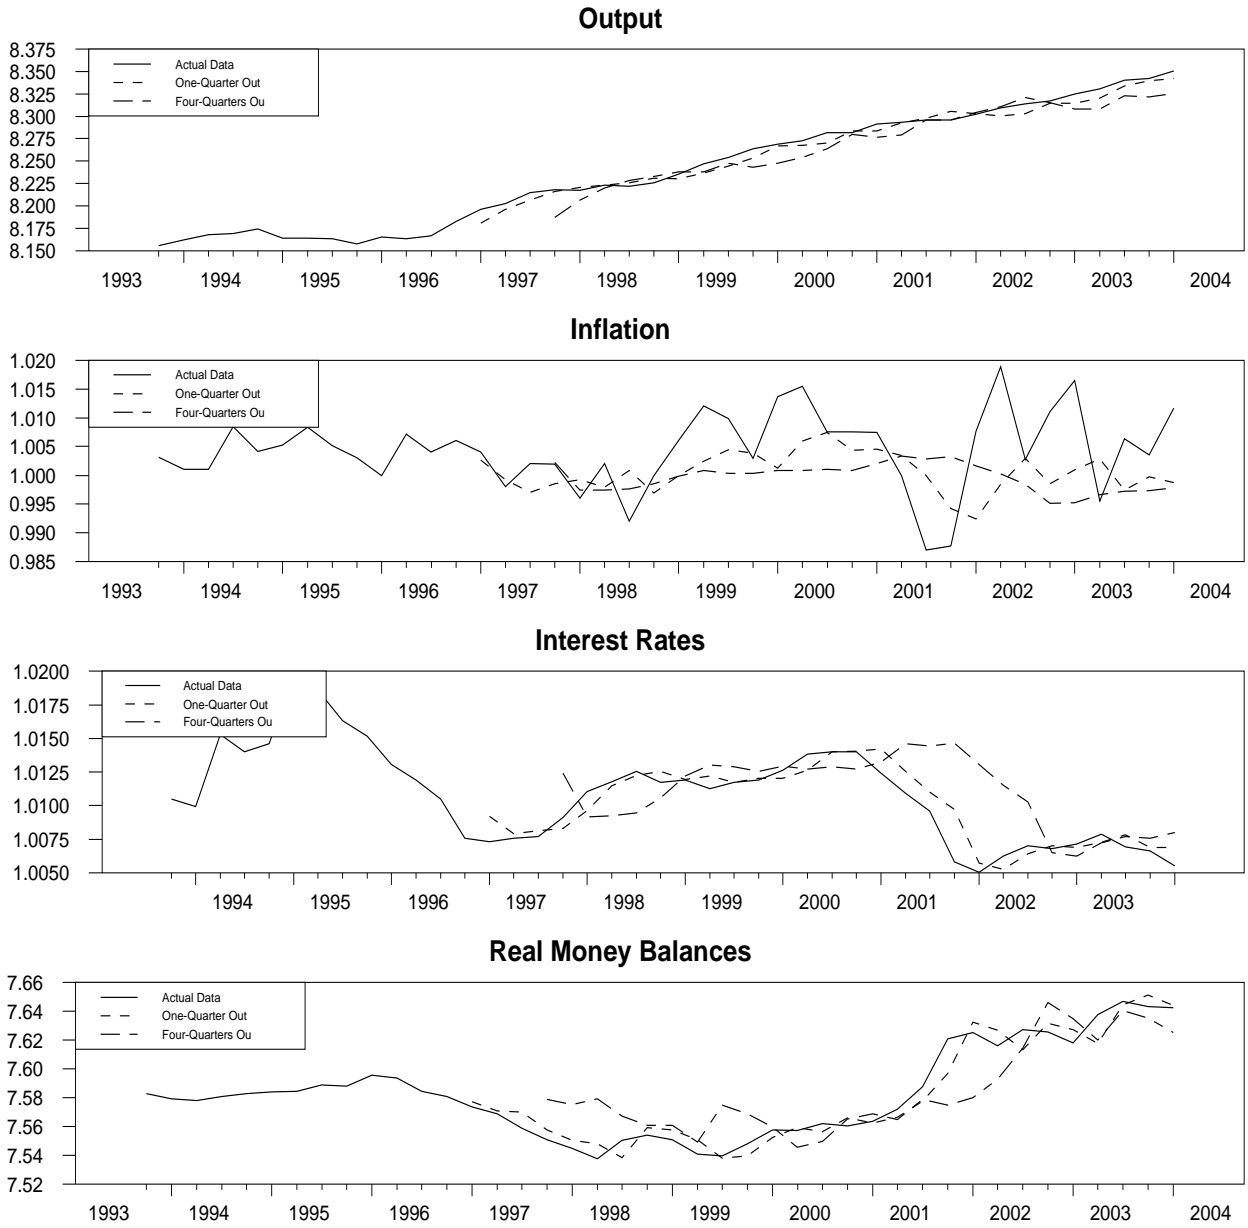 Output
8.375
8.350
8.325
8.300
8.275
8.250
8.225
8.200
8.175
8.150
Actual Data
One-Quarter Out
Four-Quarters Ou
1993 1994 1995 1996 1997 1998 1999 2000 2001 2002 2003 2004
Inflation
1.020
1.015
1.010
1.005
1.000
0.995
0.990
0.985
Actual Data
One-Quarter Out
Four-Quarters Ou
1993 1994 1995 1996 1997 1998 1999 2000 2001 2002 2003 2004
Interest Rates
1.0200
1.0175
1.0150
1.0125
1.0100
1.0075
1.0050
Actual Data
One-Quarter Out
Four-Quarters Ou
1994 1995 1996 1997 1998 1999 2000 2001 2002 2003
Real Money Balances
7.66
7.64
7.62
7.60
7.58
7.56
7.54
7.52
Actual Data
One-Quarter Out
Four-Quarters Ou
1993 1994 1995 1996 1997 1998 1999 2000 2001 2002 2003 2004